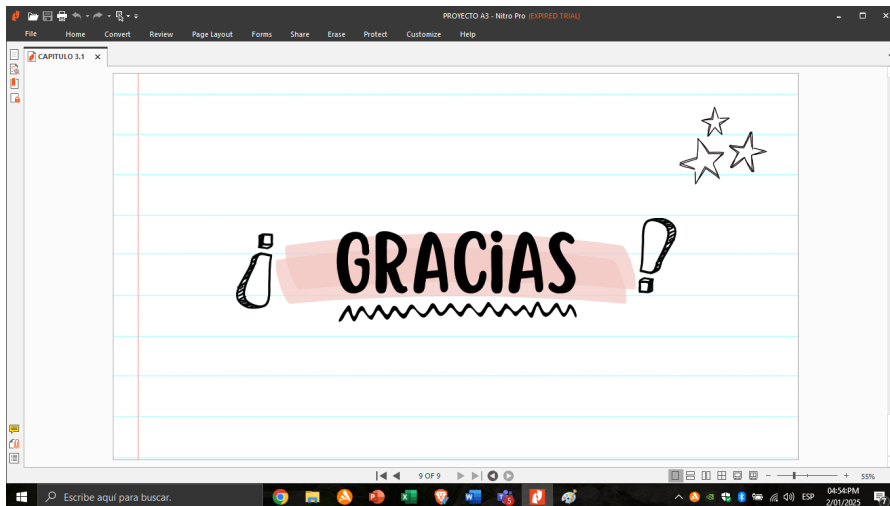 PROYECTO A3 - Nitro Pro (EXPIRED TRIAL)
File Home Convert Review Page Layout Forms Share Erase Protect Customize Help
CAPITULO 3.1
¡ GRACiAS !
9 OF 9
55%
Escribe aquí para buscar.
ESP
04:54 PM
2/01/2025